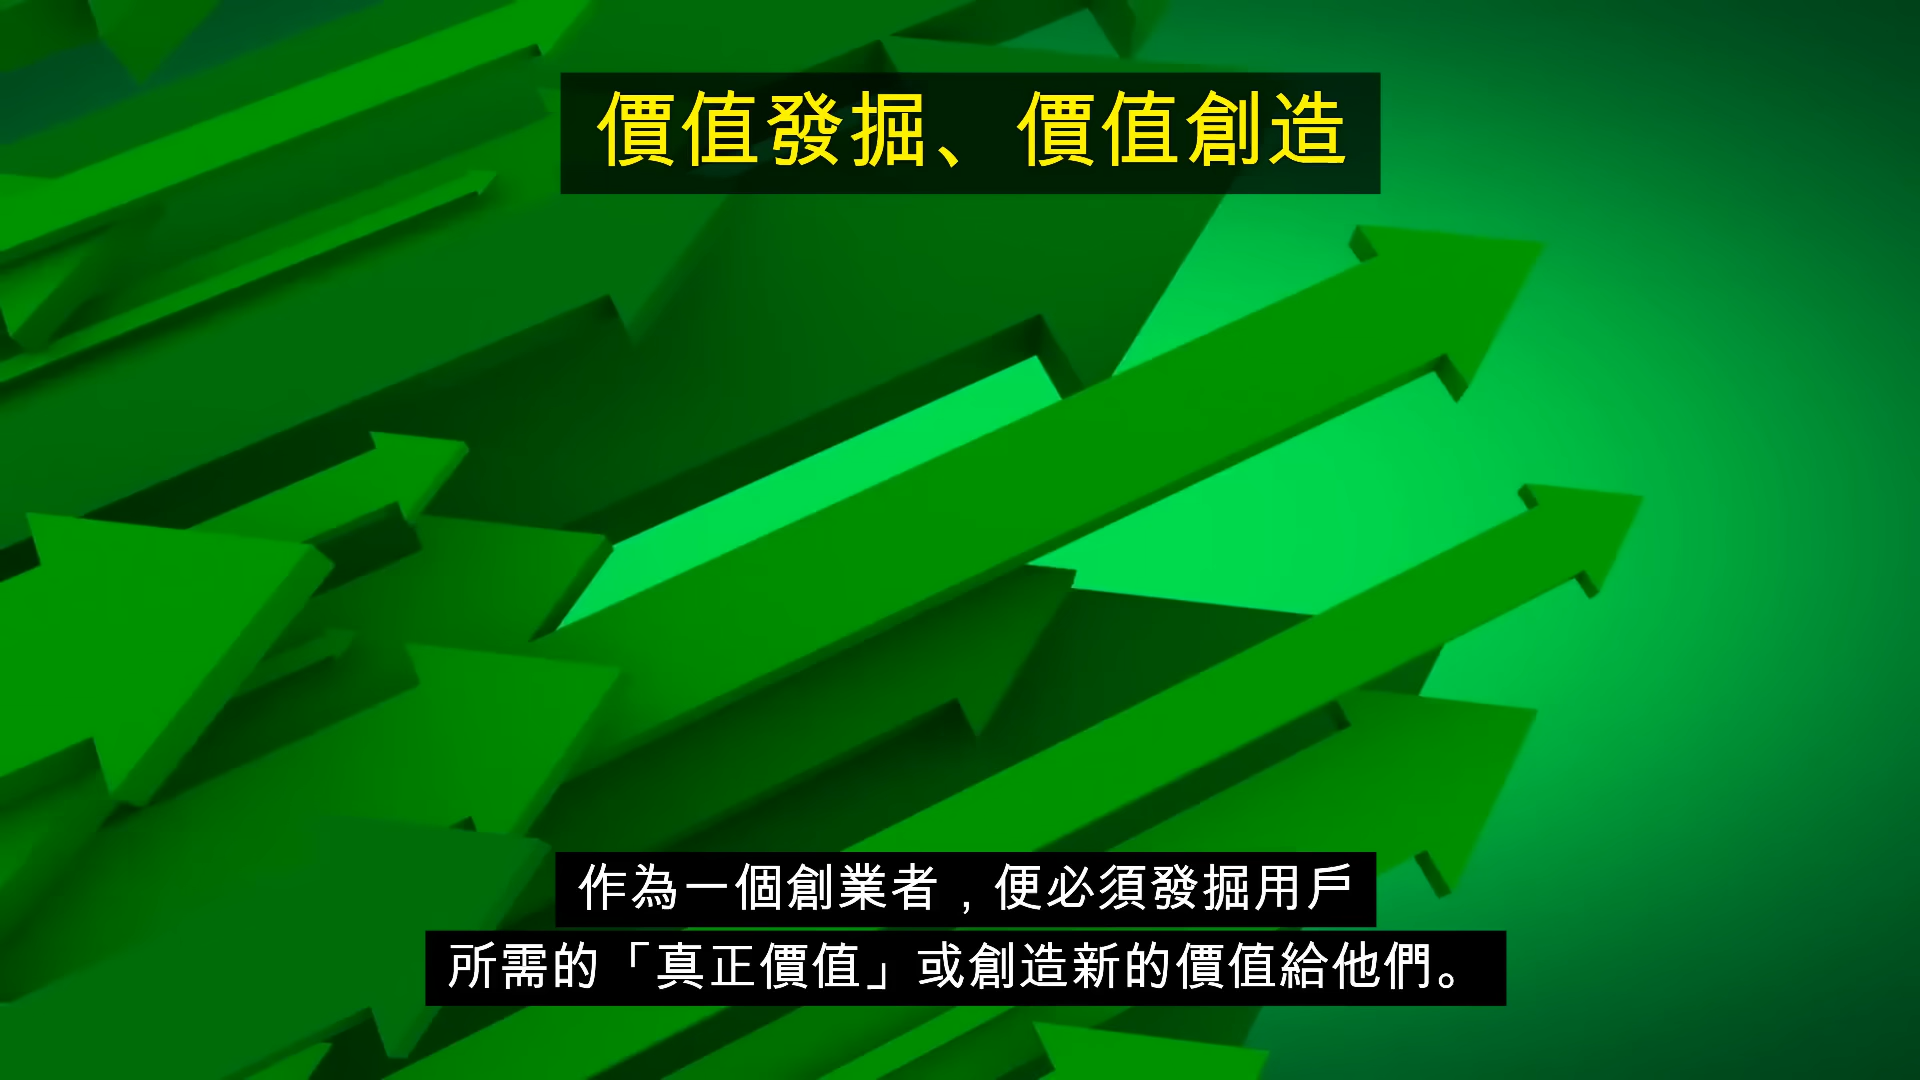 價值發掘、價值創造
作為一個創業者，便必須發掘用戶
所需的「真正價值」或創造新的價值給他們。